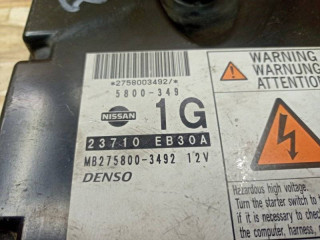 *2758003492/*
5800-349
NISSAN
1G
23710 EB30A
MB275800-3492 12V
DENSO
WARNING
WARNUNG
ATTENTION
Hazardous high voltage.
Turn the starter switch to
if it is necessary to check
the computer, harness,